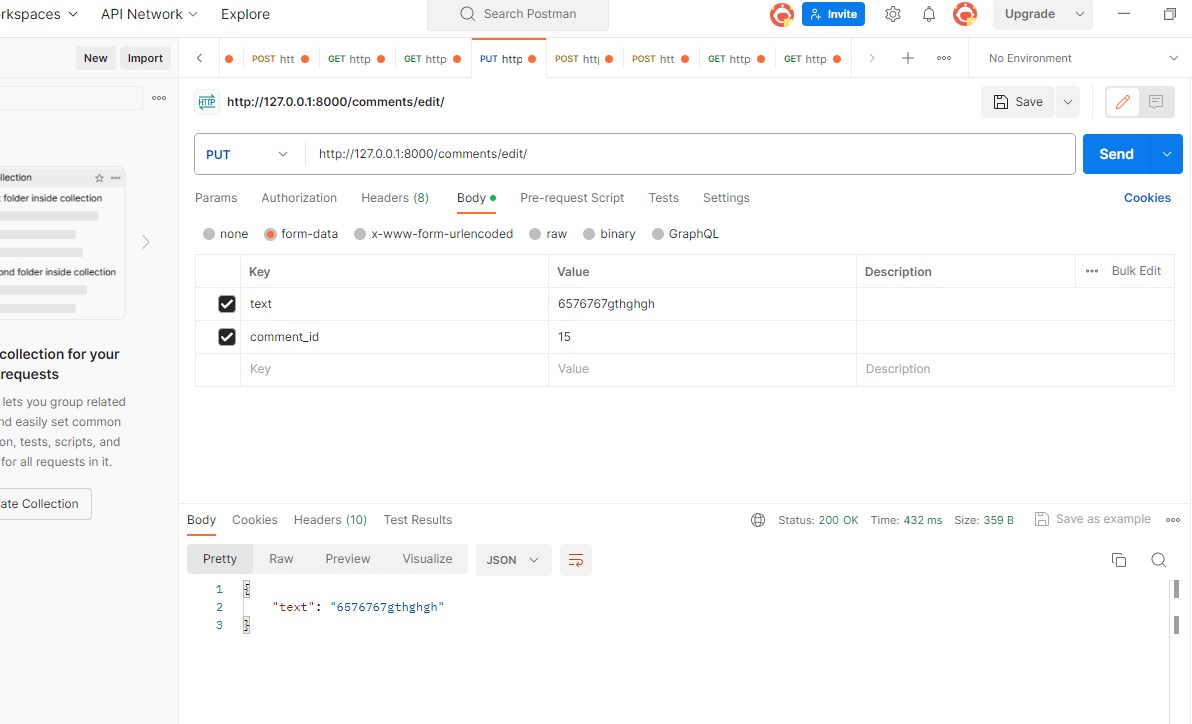 rkspaces API Network Explore Search Postman Invite Upgrade
New Import POST htt GET http GET http PUT http POST htt POST htt GET http GET http No Environment
HTTP http://127.0.0.1:8000/comments/edit/ Save
PUT http://127.0.0.1:8000/comments/edit/ Send
Params Authorization Headers (8) Body Pre-request Script Tests Settings Cookies
none form-data x-www-form-urlencoded raw binary GraphQL
Key Value Description Bulk Edit
text 6576767gthghgh
comment_id 15
Key Value Description
llection
folder inside collection
ond folder inside collection
collection for your
requests
lets you group related
nd easily set common
on, tests, scripts, and
for all requests in it.
ate Collection
Body Cookies Headers (10) Test Results Status: 200 OK Time: 432 ms Size: 359 B Save as example
Pretty Raw Preview Visualize JSON
1 {
2 "text": "6576767gthghgh"
3 }